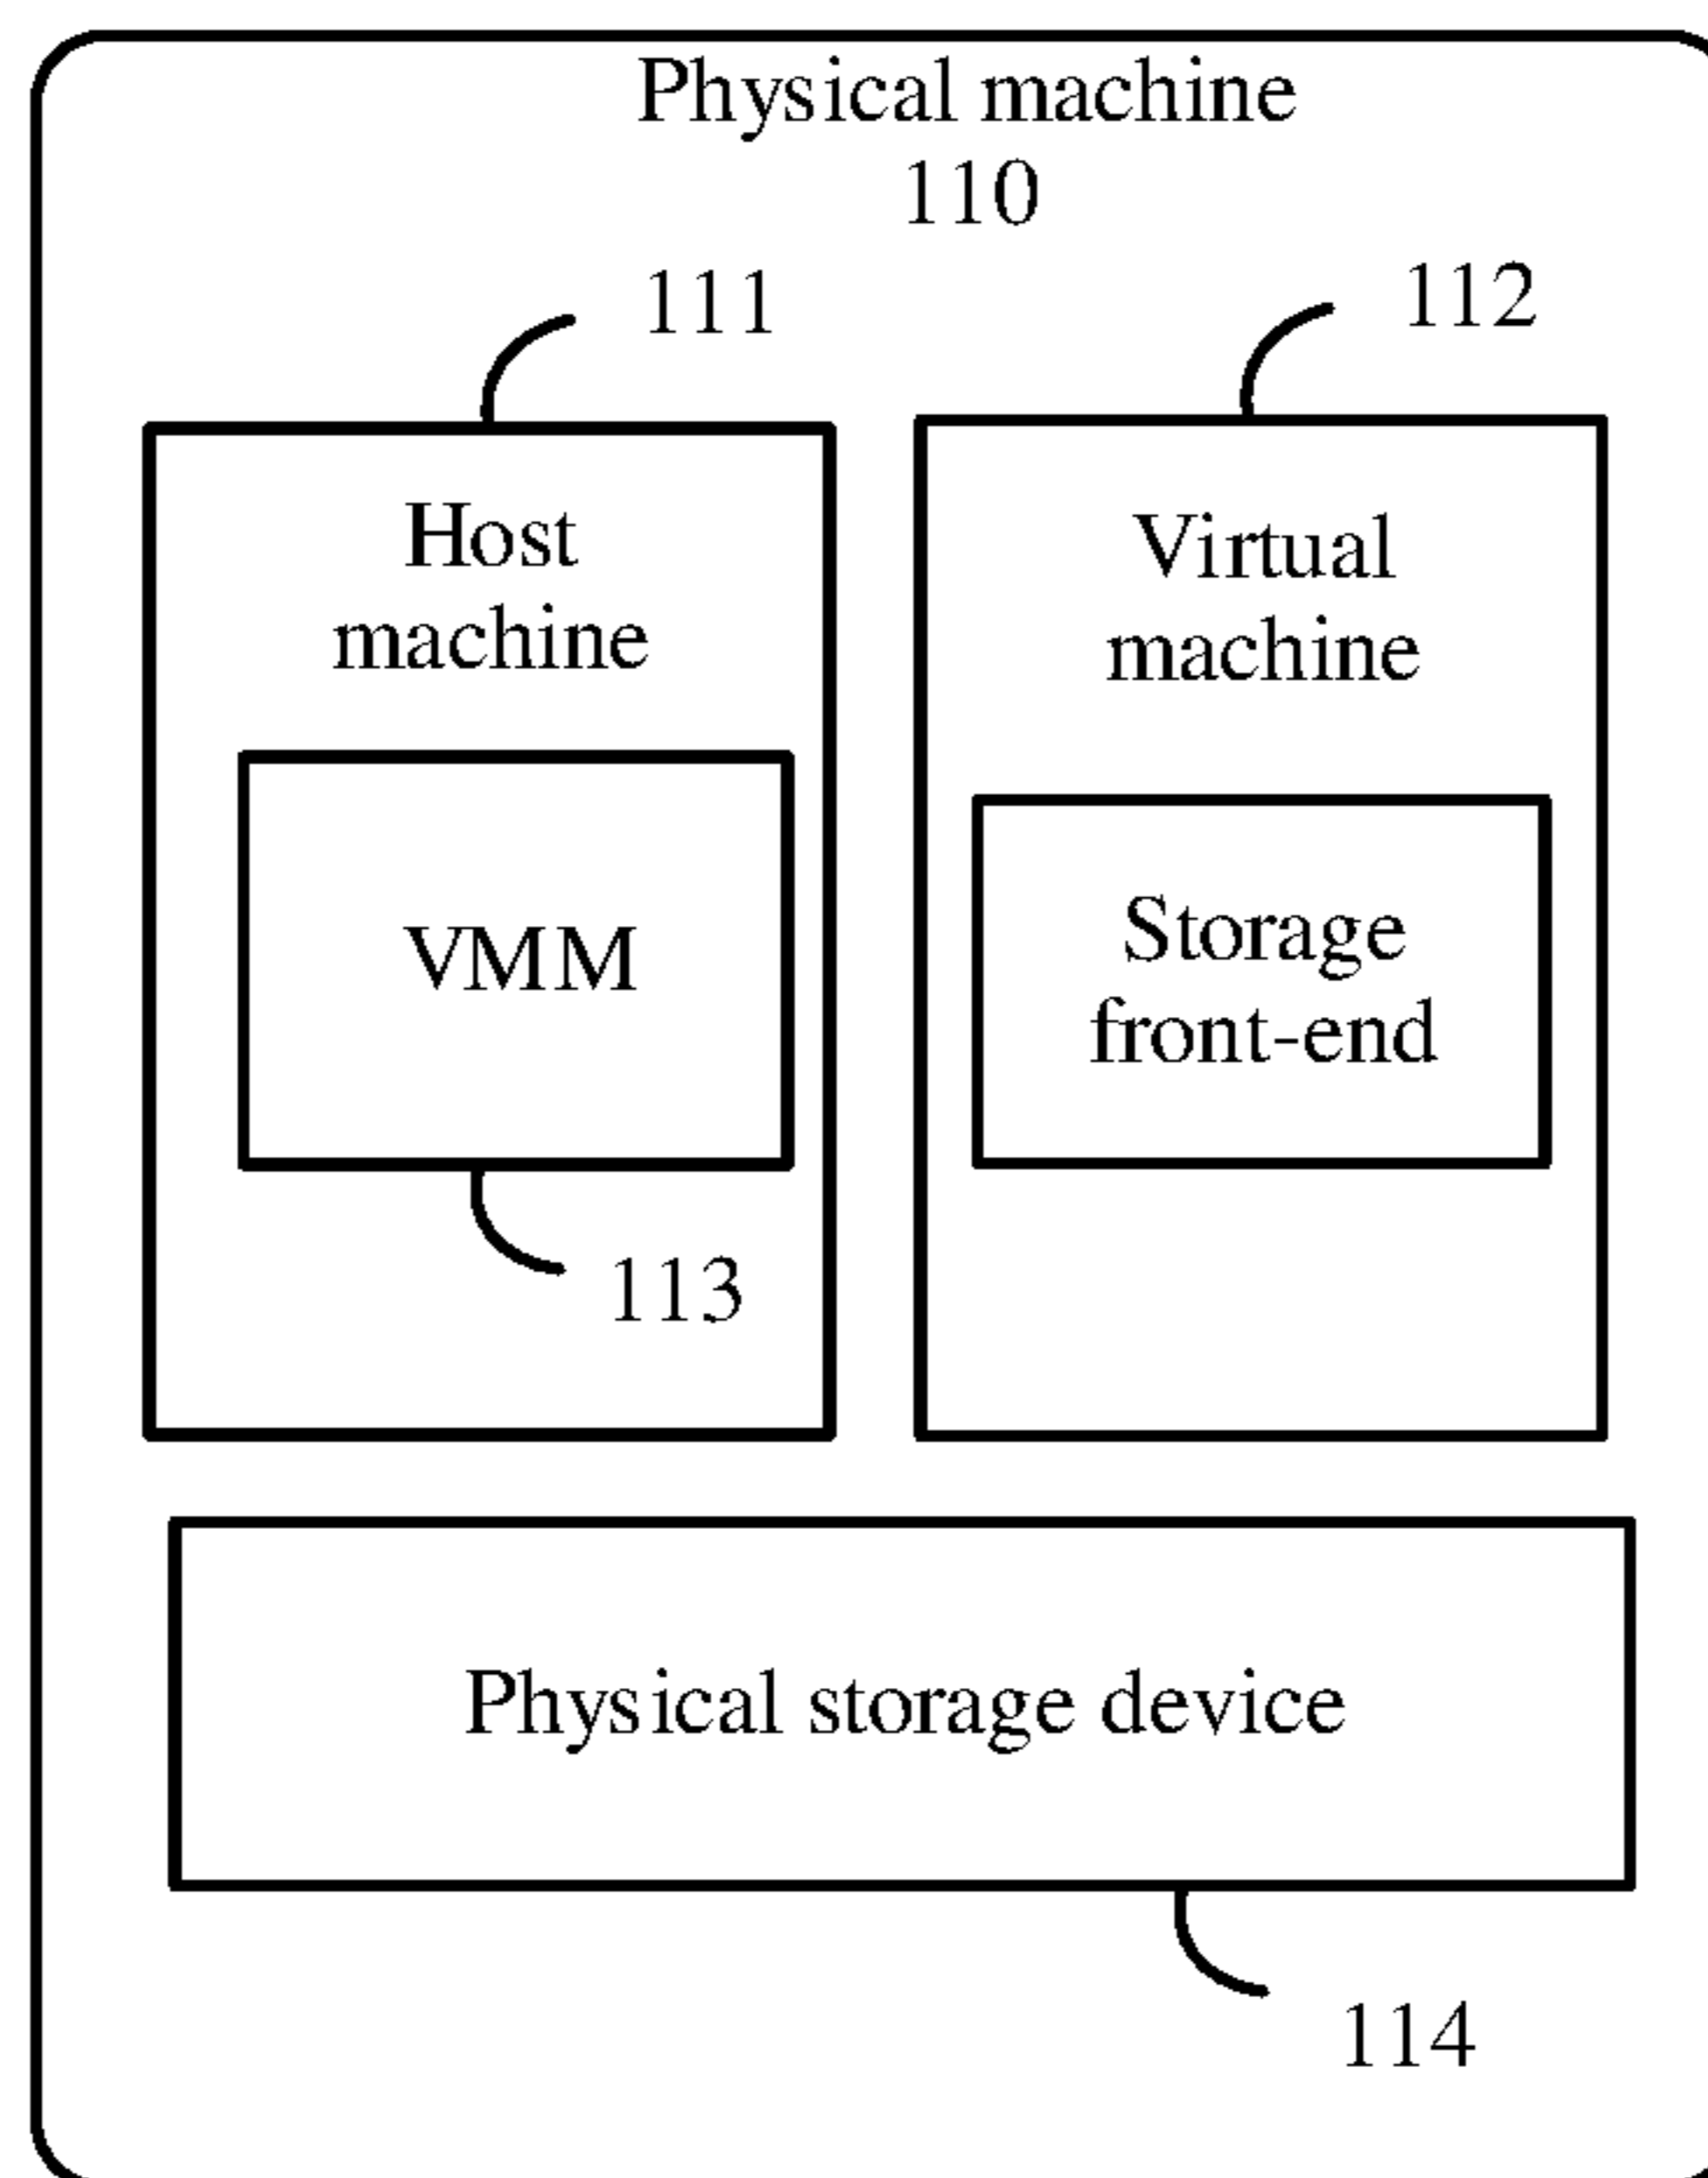 Physical machine
110
111
112
Host
machine
VMM
113
Virtual
machine
Storage
front-end
Physical storage device
114